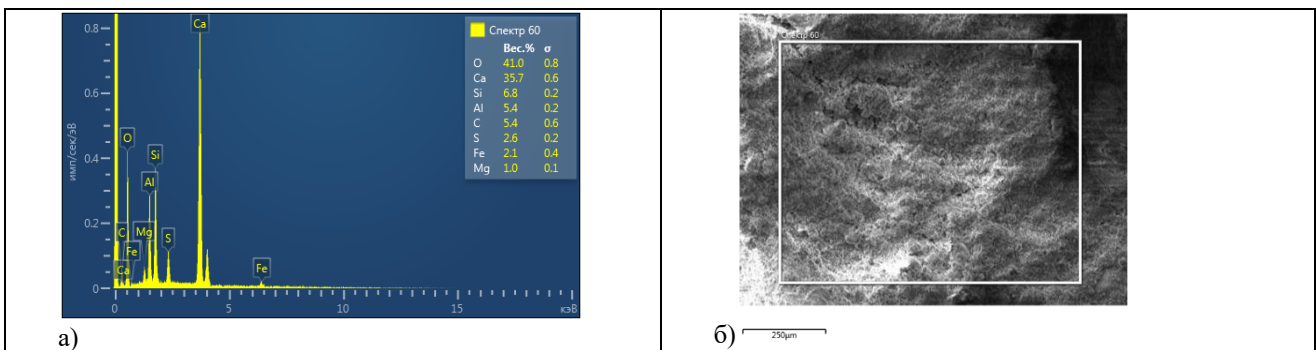 Ca
Спектр 60
Вес.% σ
O 41.0 0.8
Ca 35.7 0.6
Si 6.8 0.2
Al 5.4 0.2
C 5.4 0.6
S 2.6 0.2
Fe 2.1 0.4
Mg 1.0 0.1
0.8
0.6
0.4
0.2
0
имп/сек/эВ
O
Si
Al
C
Mg
S
Fe
Ca
Fe
0 5 10 15 кэВ
а)
Спектр 60
б)
250µm